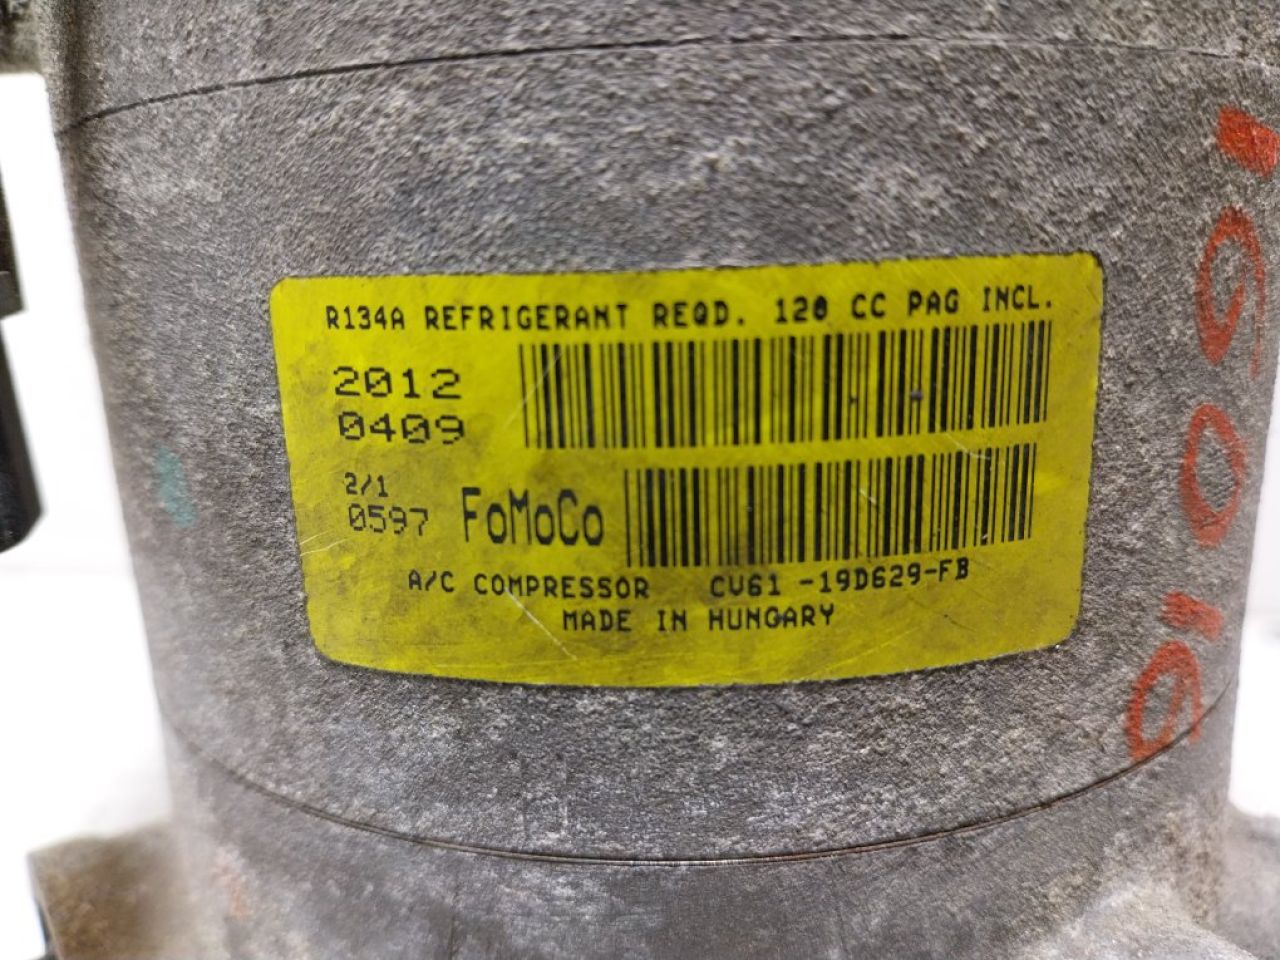 R134A REFRIGERANT REQD. 120 CC PAG INCL.
2012
0409
2/1
0597 FoMoCo
A/C COMPRESSOR CV61 -19D629-FB
MADE IN HUNGARY